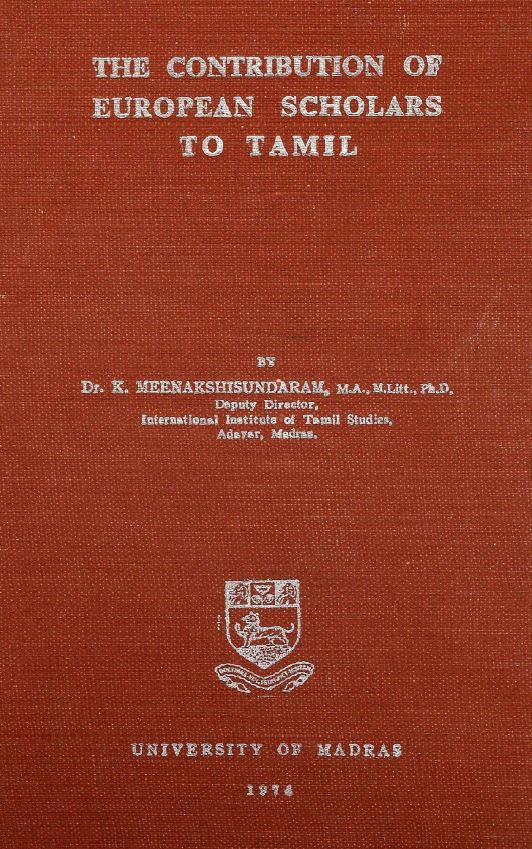 THE CONTRIBUTION OF
EUROPEAN SCHOLARS
TO TAMIL
BY
Dr. K. MEENAKSHISUNDARAM, M.A., M.Litt., Ph.D.
Deputy Director,
International Institute of Tamil Studies,
Adayar, Madras.
UNIVERSITY OF MADRAS
1974